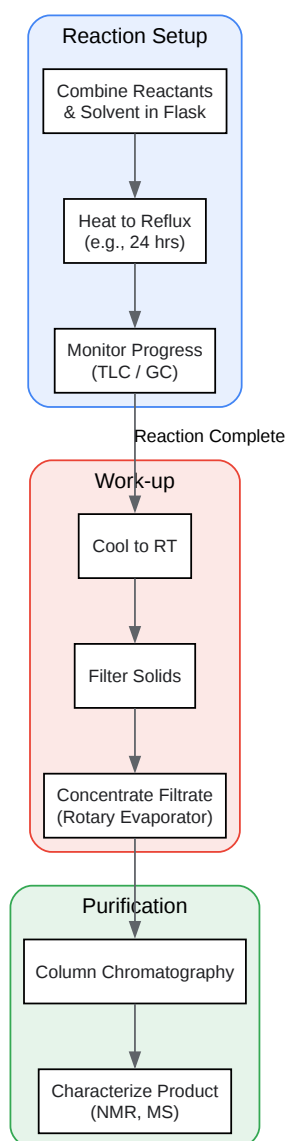 Reaction Setup
Combine Reactants
& Solvent in Flask
Heat to Reflux
(e.g., 24 hrs)
Monitor Progress
(TLC / GC)
Reaction Complete
Work-up
Cool to RT
Filter Solids
Concentrate Filtrate
(Rotary Evaporator)
Purification
Column Chromatography
Characterize Product
(NMR, MS)